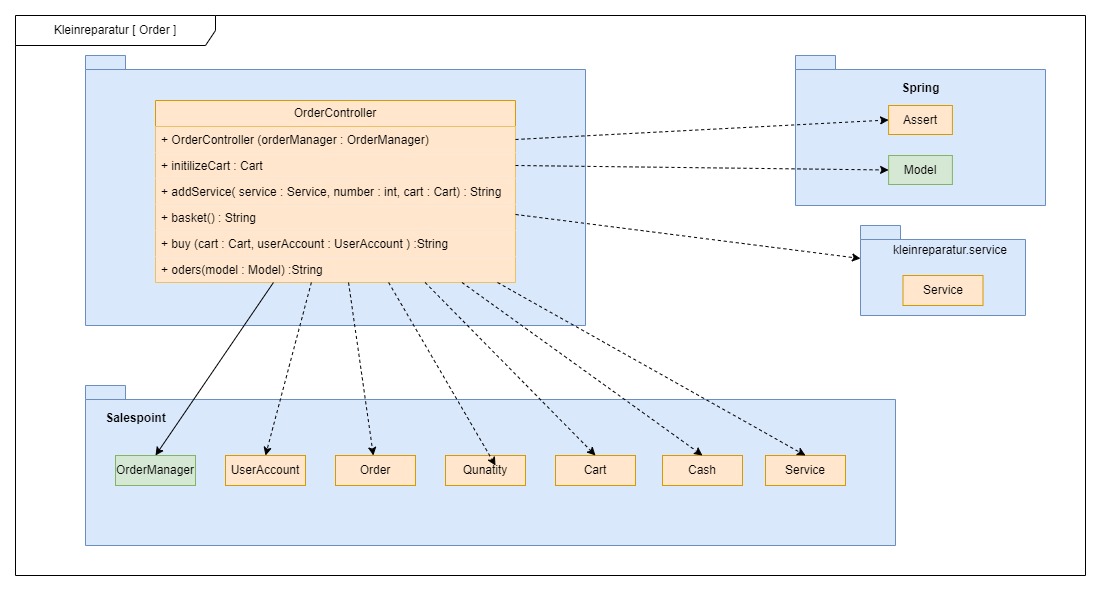 Kleinreparatur [ Order ]
Spring
OrderController
Assert
+ OrderController (orderManager : OrderManager)
+ initilizeCart : Cart
Model
+ addService( service : Service, number : int, cart : Cart) : String
+ basket() : String
+ buy (cart : Cart, userAccount : UserAccount ) :String
kleinreparatur.service
+ oders(model : Model) :String
Service
Salespoint
OrderManager
UserAccount
Order
Qunatity
Cart
Cash
Service